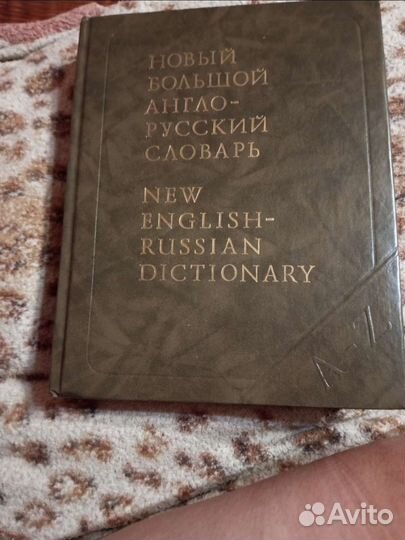 НОВЫЙ
БОЛЬШОЙ
АНГЛО-
РУССКИЙ
СЛОВАРЬ
NEW
ENGLISH-
RUSSIAN
DICTIONARY
A-Z
Avito